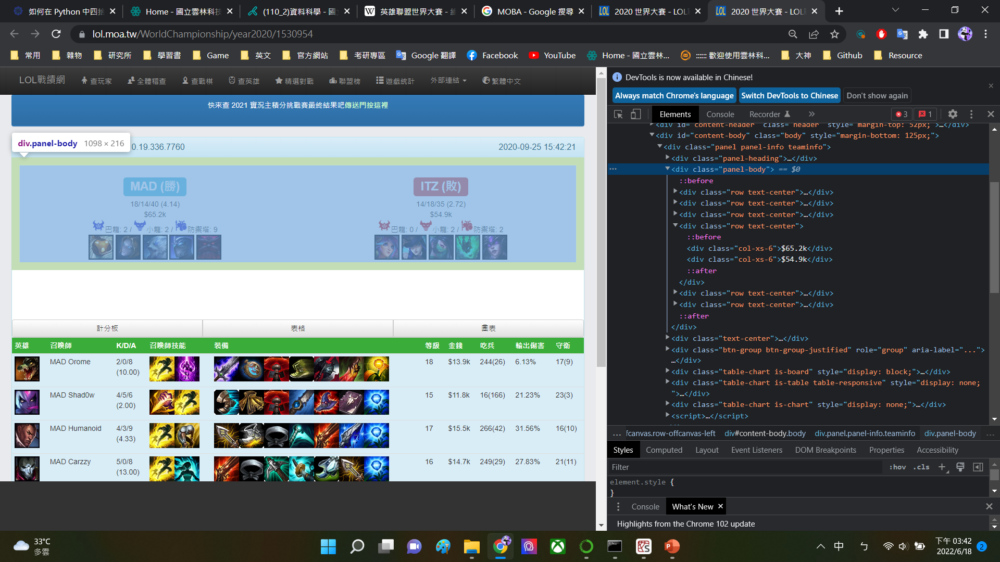 如何在 Python 中四捨
Home - 國立雲林科技
(110_2)資料科學 - 國
英雄聯盟世界大賽 - 維
MOBA - Google 搜尋
2020 世界大賽 - LOL
2020 世界大賽 - LOL
lol.moa.tw/WorldChampionship/year2020/1530954
常用
雜物
研究所
學習書
Game
英文
官方網站
考研專區
Google 翻譯
Facebook
YouTube
Home - 國立雲林...
:::::: 歡迎使用雲林科...
大神
Github
Resource
LOL戰績網
查玩家
全體稽查
查戰棋
查英雄
精選對戰
聯盟榜
遊戲統計
外部連結
繁體中文
快來查 2021 實況主積分挑戰賽最終結果吧傳送門按這裡
div.panel-body 1098 × 216
0.19.336.7760
2020-09-25 15:42:21
MAD (勝)
18/14/40 (4.14)
$65.2k
巴龍: 2 / 小龍: 2 / 防禦塔: 9
ITZ (敗)
14/18/35 (2.72)
$54.9k
巴龍: 0 / 小龍: 2 / 防禦塔: 2
計分板
表格
圖表
英雄 召喚師 K/D/A 召喚師技能 裝備 等級 金錢 吃兵 輸出傷害 守衛
MAD Orome 2/0/8 18 $13.9k 244(26) 6.13% 17(9)
(10.00)
MAD Shad0w 4/5/6 15 $11.8k 16(166) 21.23% 23(3)
(2.00)
MAD Humanoid 4/3/9 17 $15.5k 266(42) 31.56% 16(10)
(4.33)
MAD Carzzy 5/0/8 16 $14.7k 249(29) 27.83% 21(11)
(13.00)
DevTools is now available in Chinese!
Always match Chrome's language
Switch DevTools to Chinese
Don't show again
Elements
Console
Recorder
3
1
<div id="content-header" class="header" style="margin-top: 52px;">…</div>
<div id="content-body" class="body" style="margin-bottom: 125px;">
<div class="panel panel-info teaminfo">
<div class="panel-heading">…</div>
<div class="panel-body"> == $0
::before
<div class="row text-center">…</div>
<div class="row text-center">…</div>
<div class="row text-center">…</div>
<div class="row text-center">
::before
<div class="col-xs-6">$65.2k</div>
<div class="col-xs-6">$54.9k</div>
::after
</div>
<div class="row text-center">…</div>
<div class="row text-center">…</div>
::after
</div>
<div class="text-center">…</div>
<div class="btn-group btn-group-justified" role="group" aria-label="...">
…</div>
<div class="table-chart is-board" style="display: block;">…</div>
<div class="table-chart is-table table-responsive" style="display: none;
">…</div>
<div class="table-chart is-chart" style="display: none;">…</div>
<script>…</script>
... fcanvas.row-offcanvas-left div#content-body.body div.panel.panel-info.teaminfo div.panel-body ...
Styles
Computed
Layout
Event Listeners
DOM Breakpoints
Properties
Accessibility
Filter
:hov .cls
element.style {
}
Console
What's New
Highlights from the Chrome 102 update
33°C
多雲
中
ㄅ
下午 03:42
2022/6/18
2